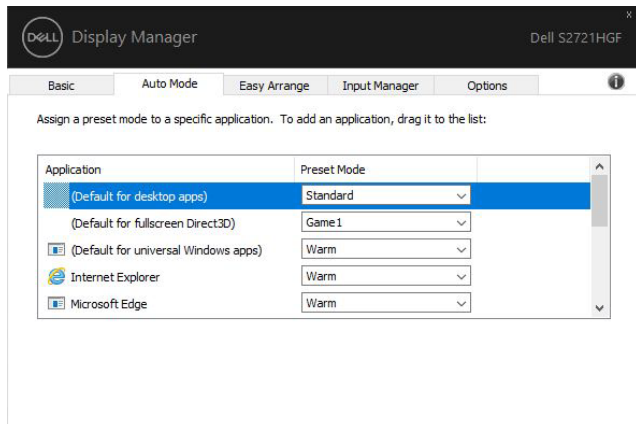 DELL Display Manager Dell S2721HGF
Basic Auto Mode Easy Arrange Input Manager Options
Assign a preset mode to a specific application. To add an application, drag it to the list:
Application Preset Mode
(Default for desktop apps) Standard
(Default for fullscreen Direct3D) Game1
(Default for universal Windows apps) Warm
Internet Explorer Warm
Microsoft Edge Warm